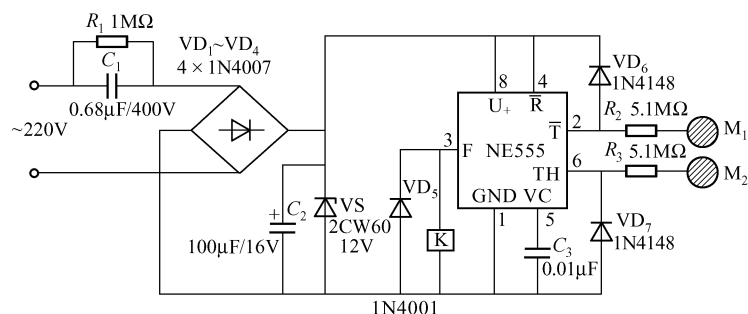 R₁ 1MΩ
C₁
0.68μF/400V
~220V
VD₁~VD₄
4×1N4007
C₂
+
100μF/16V
VS
2CW60
12V
VD₅
K
3
F
8
4
U₊
R̅
NE555
T̅
2
TH
6
GND VC
1
5
C₃
0.01μF
VD₆
1N4148
R₂ 5.1MΩ
M₁
R₃ 5.1MΩ
M₂
VD₇
1N4148
1N4001